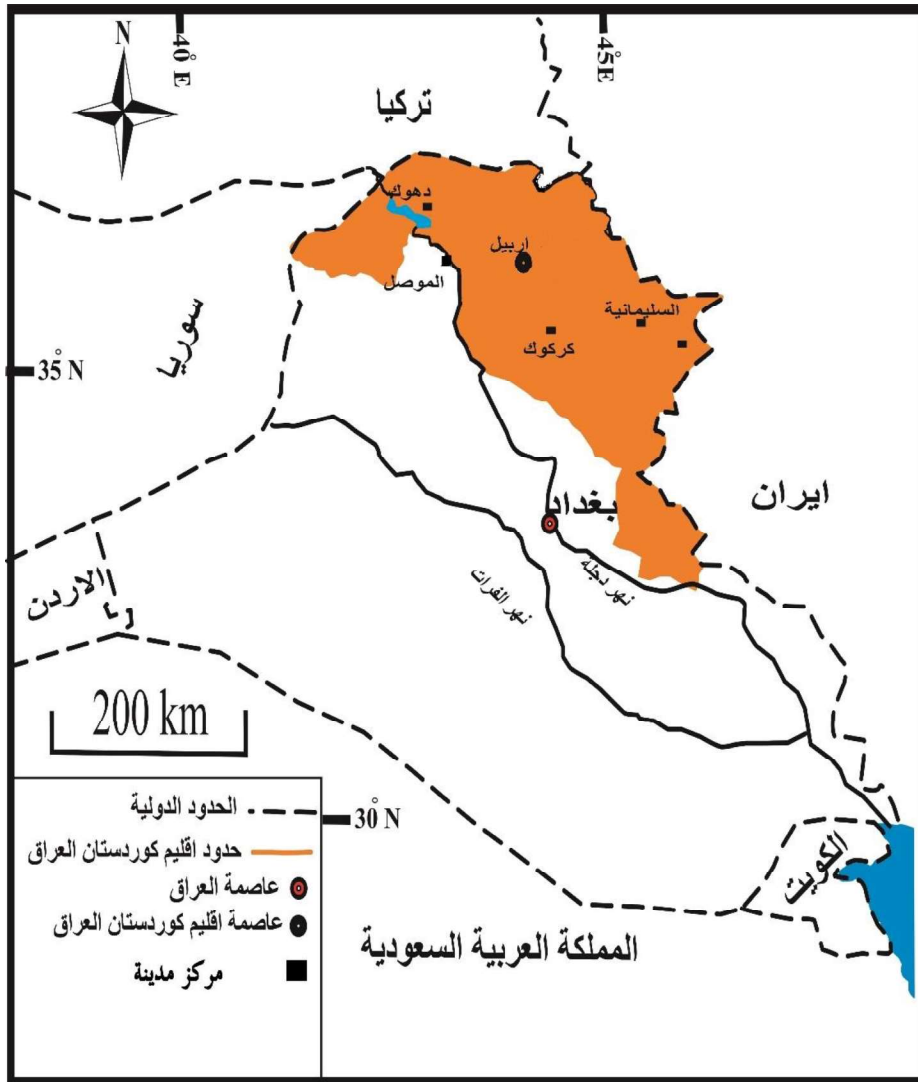 N
40° E
45° E
تركيا
دهوك
اربيل
الموصل
السليمانية
كركوك
سوريا
35° N
ايران
بغداد
نهر دجلة
نهر الفرات
الاردن
200 km
30° N
الحدود الدولية
حدود اقليم كوردستان العراق
عاصمة العراق
عاصمة اقليم كوردستان العراق
مركز مدينة
الكويت
المملكة العربية السعودية